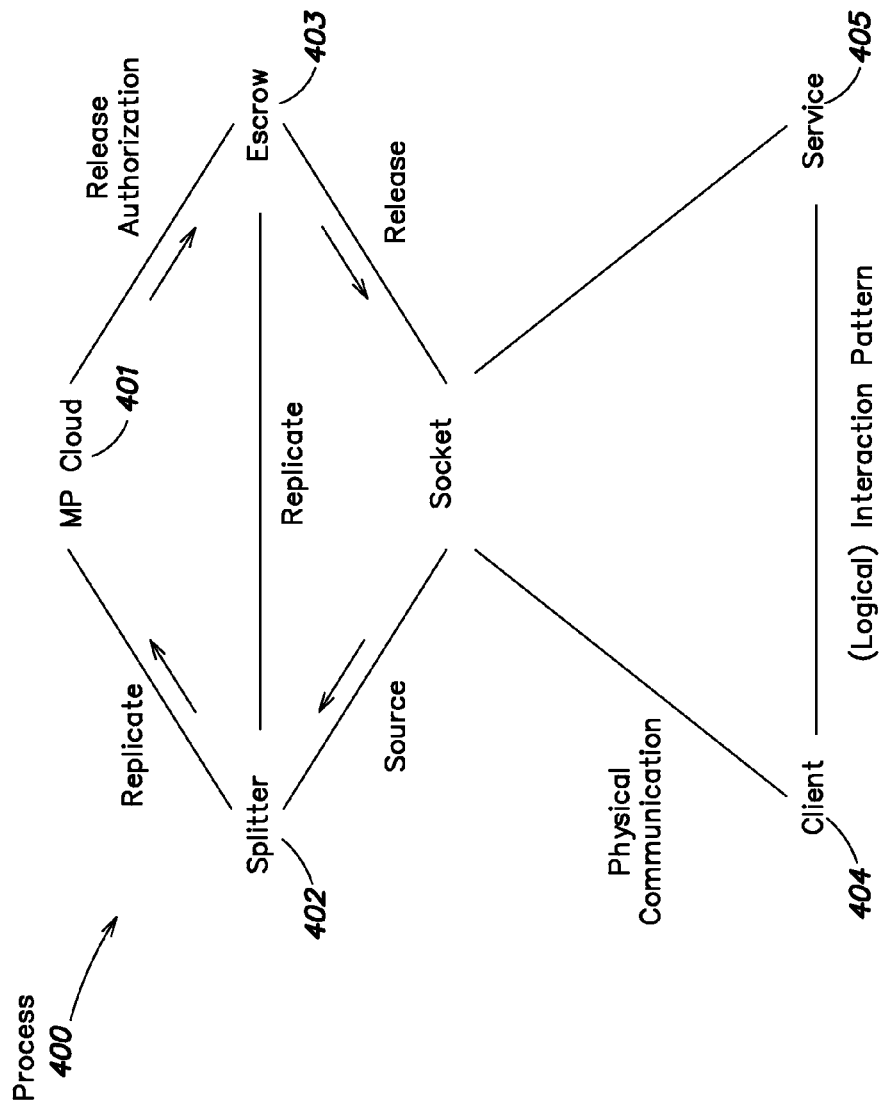 Process
400
MP Cloud
401
Release
Authorization
Replicate
Splitter
402
Replicate
Escrow
403
Source
Socket
Release
Physical
Communication
Client
404
Service
405
(Logical) Interaction Pattern